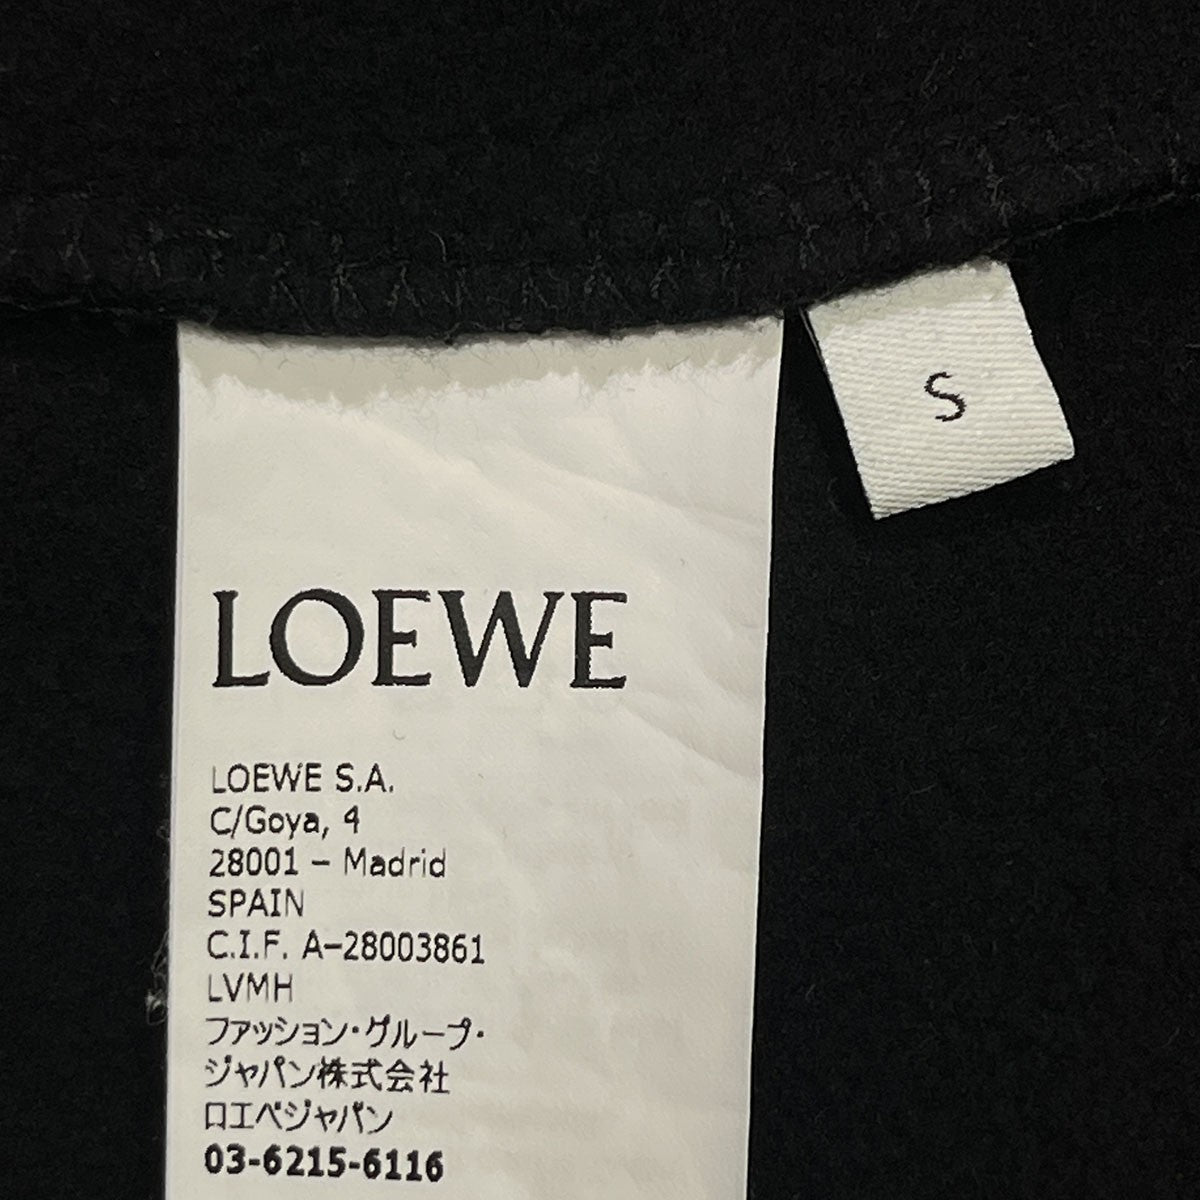 S
LOEWE
LOEWE S.A.
C/Goya, 4
28001 – Madrid
SPAIN
C.I.F. A–28003861
LVMH
ファッション・グループ・
ジャパン株式会社
ロエベジャパン
03-6215-6116